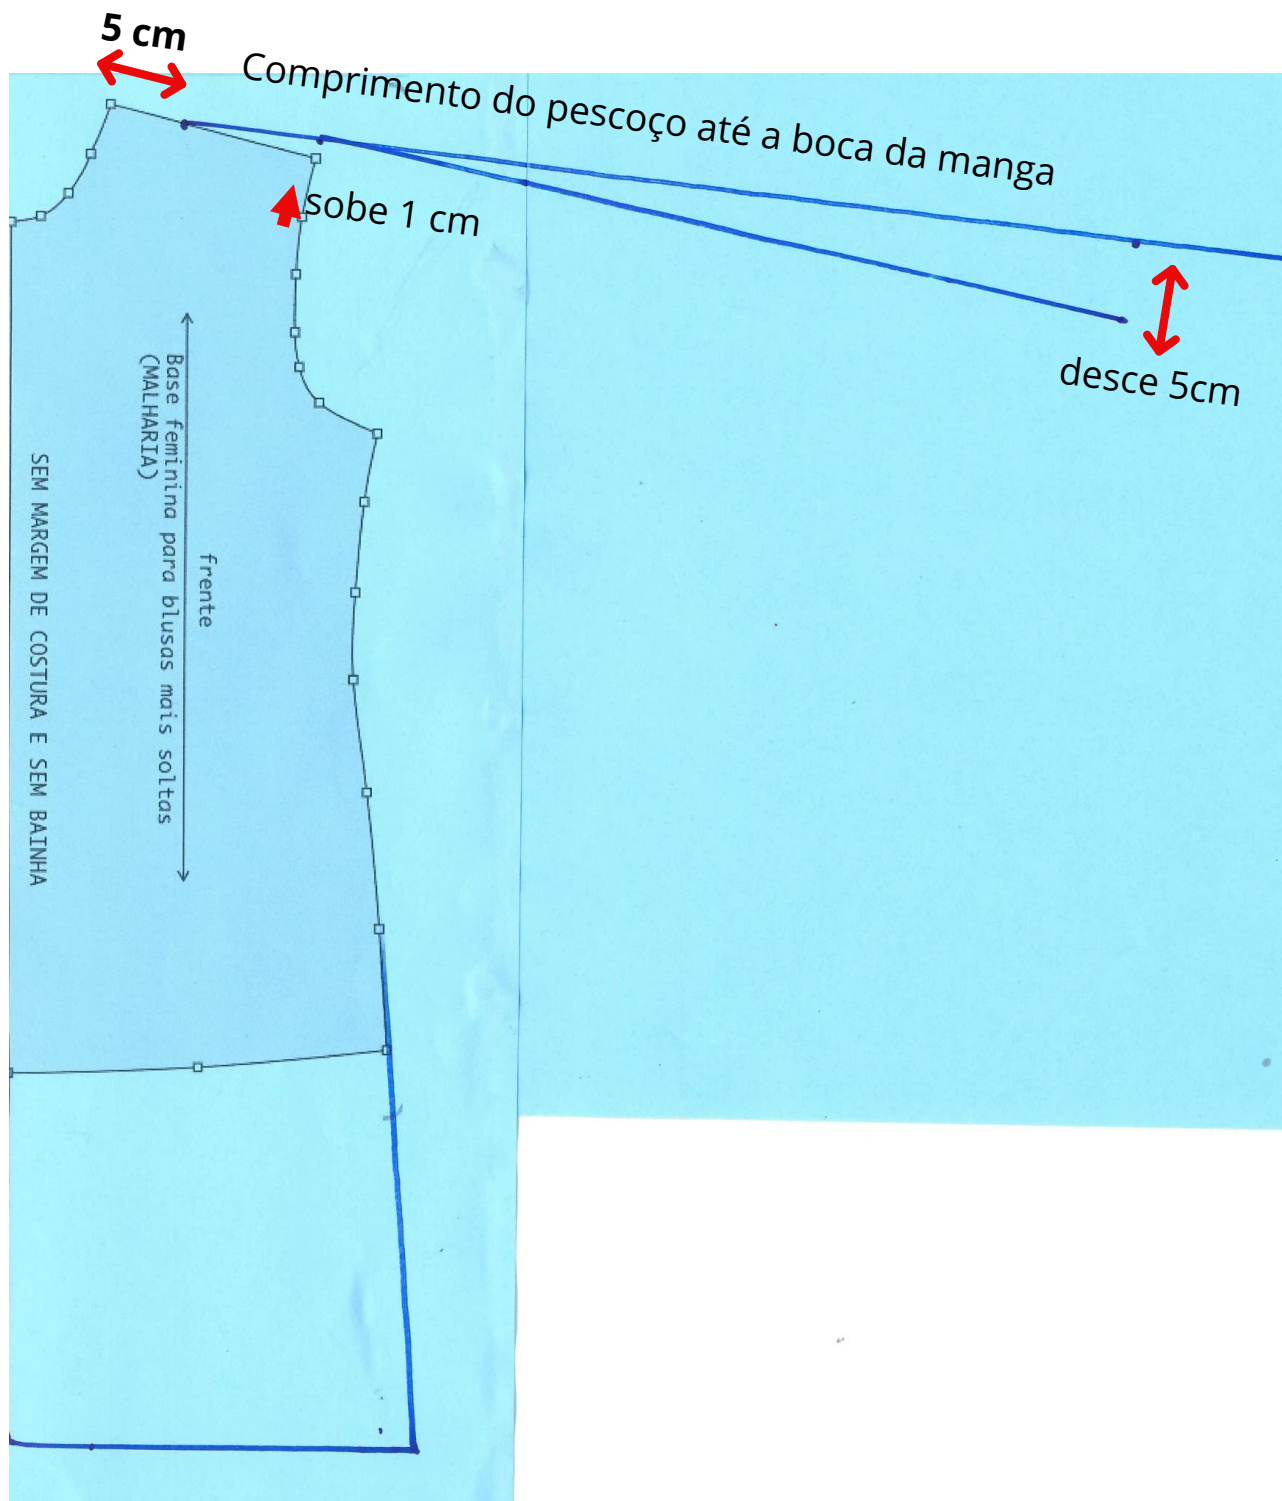 5 cm
Comprimento do pescoço até a boca da manga
sobe 1 cm
desce 5cm
frente
Base feminina para blusas mais soltas
(MALHARIA)
SEM MARGEM DE COSTURA E SEM BAINHA